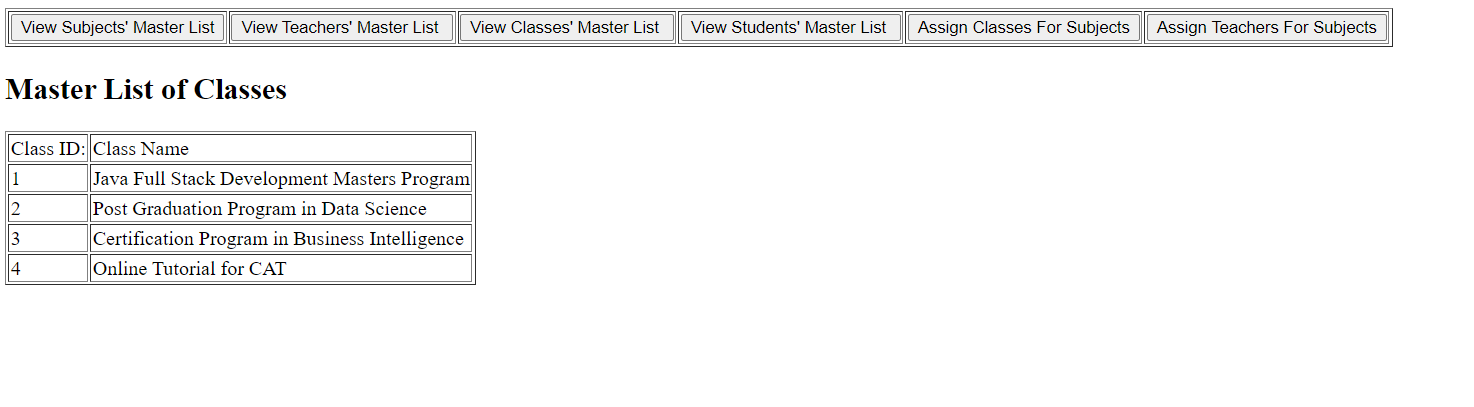 View Subjects' Master List View Teachers' Master List View Classes' Master List View Students' Master List Assign Classes For Subjects Assign Teachers For Subjects
Master List of Classes
Class ID: Class Name
1 Java Full Stack Development Masters Program
2 Post Graduation Program in Data Science
3 Certification Program in Business Intelligence
4 Online Tutorial for CAT